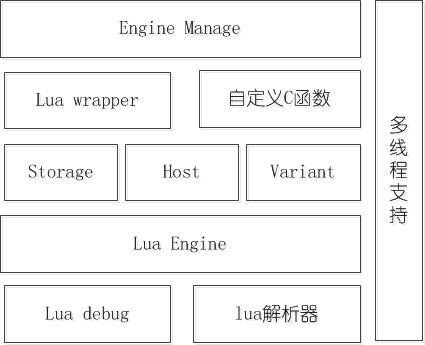 Engine Manage
Lua wrapper
自定义C函数
Storage
Host
Variant
Lua Engine
Lua debug
lua解析器
多线程支持